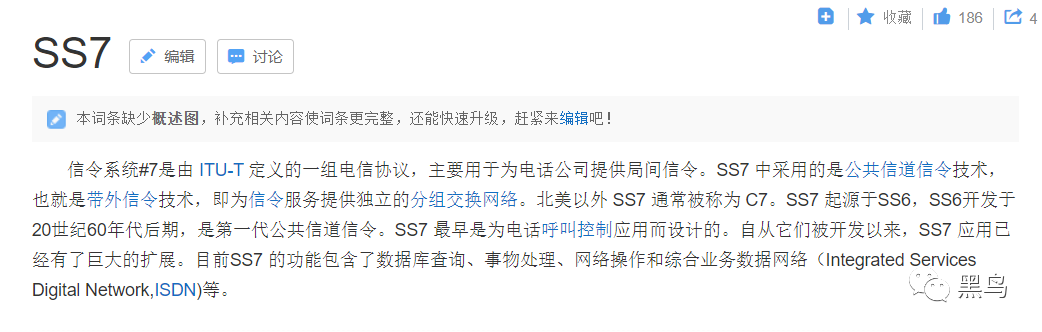 收藏 186 4
SS7 编辑 讨论
本词条缺少概述图，补充相关内容使词条更完整，还能快速升级，赶紧来编辑吧！
信令系统#7是由 ITU-T 定义的一组电信协议，主要用于为电话公司提供局间信令。SS7 中采用的是公共信道信令技术，
也就是带外信令技术，即为信令服务提供独立的分组交换网络。北美以外 SS7 通常被称为 C7。SS7 起源于SS6，SS6开发于
20世纪60年代后期，是第一代公共信道信令。SS7 最早是为电话呼叫控制应用而设计的。自从它们被开发以来，SS7 应用已
经有了巨大的扩展。目前SS7 的功能包含了数据库查询、事物处理、网络操作和综合业务数据网络（Integrated Services
Digital Network,ISDN)等。
黑鸟